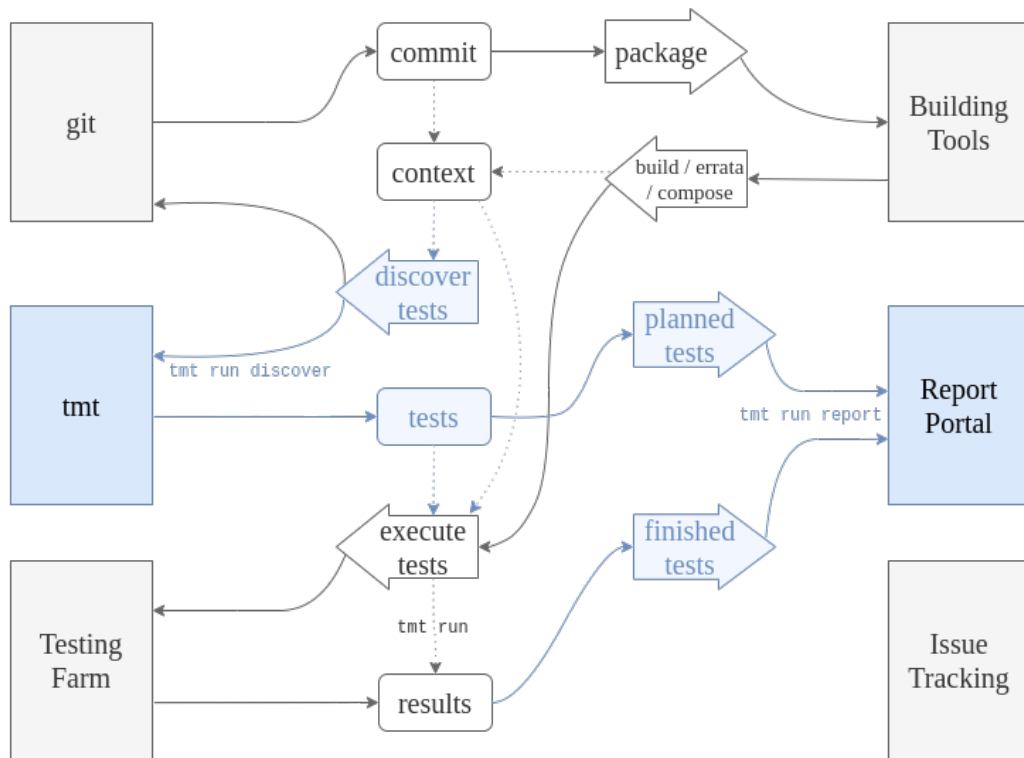 commit
package
git
Building
Tools
context
build / errata
/ compose
discover
tests
planned
tests
tmt run discover
tmt
tests
tmt run report
Report
Portal
execute
tests
finished
tests
tmt run
Testing
Farm
results
Issue
Tracking